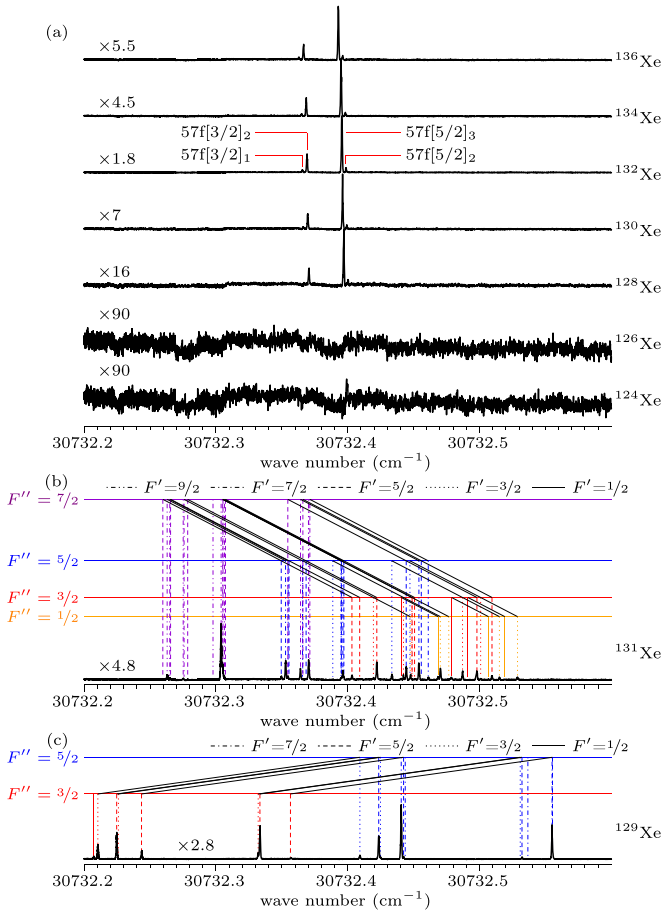 (a)
×5.5
¹³⁶Xe
×4.5
¹³⁴Xe
57f[3/2]₂ 57f[5/2]₃
57f[3/2]₁ 57f[5/2]₂
×1.8
¹³²Xe
×7
¹³⁰Xe
×16
¹²⁸Xe
×90
¹²⁶Xe
×90
¹²⁴Xe
30732.2 30732.3 30732.4 30732.5
wave number (cm⁻¹)
(b) F′=9/2 F′=7/2 F′=5/2 F′=3/2 F′=1/2
F″ = 7/2
F″ = 5/2
F″ = 3/2
F″ = 1/2
¹³¹Xe
×4.8
30732.2 30732.3 30732.4 30732.5
wave number (cm⁻¹)
(c) F′=7/2 F′=5/2 F′=3/2 F′=1/2
F″ = 5/2
F″ = 3/2
¹²⁹Xe
×2.8
30732.2 30732.3 30732.4 30732.5
wave number (cm⁻¹)